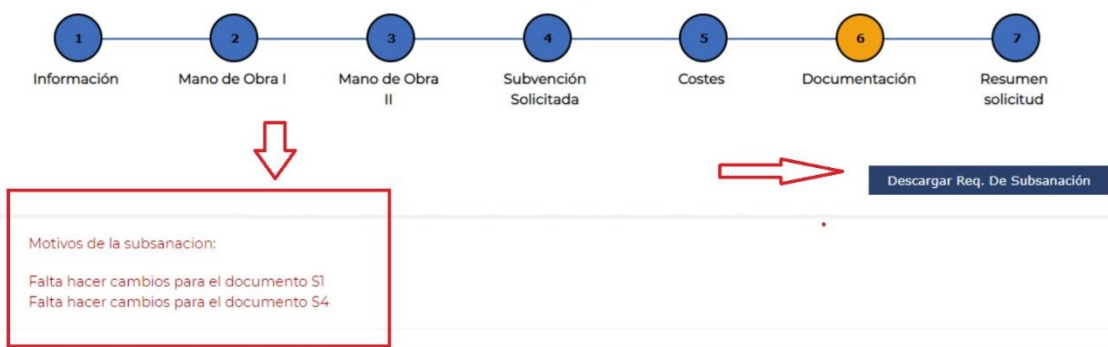 1 2 3 4 5 6 7
Información Mano de Obra I Mano de Obra Subvención Costes Documentación Resumen
II Solicitada solicitud
Descargar Req. De Subsanación
Motivos de la subsanacion:
Falta hacer cambios para el documento S1
Falta hacer cambios para el documento S4